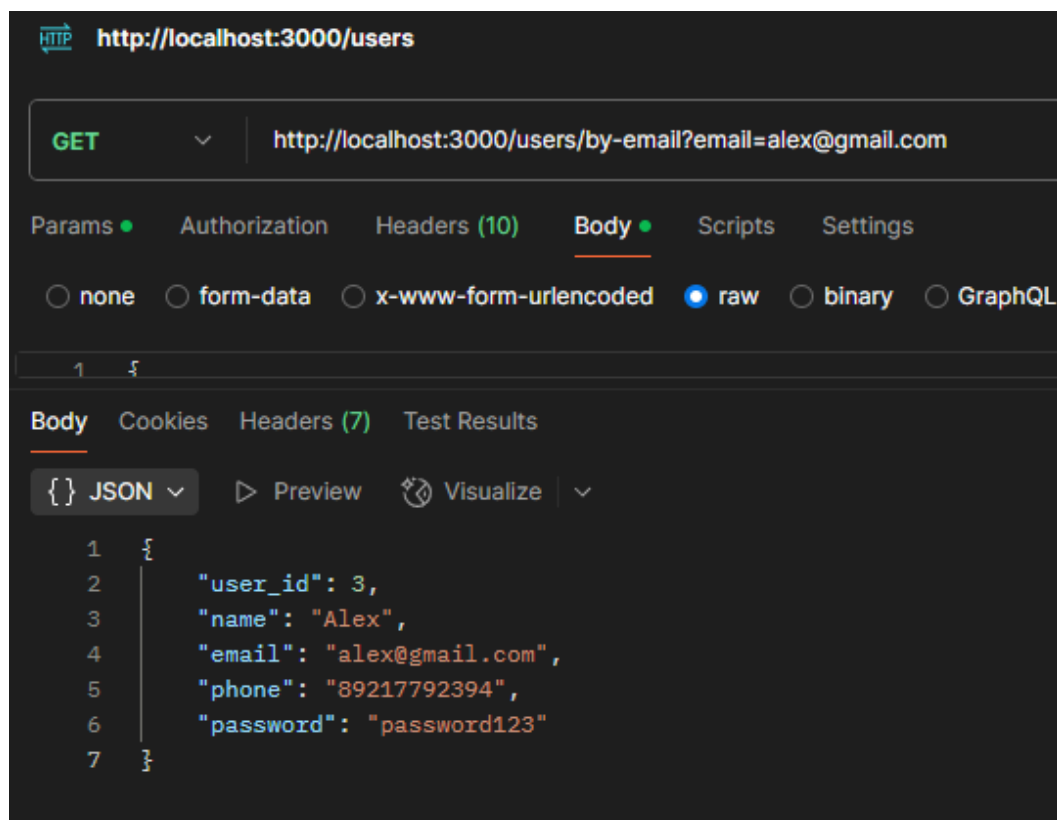 HTTP http://localhost:3000/users
GET http://localhost:3000/users/by-email?email=alex@gmail.com
Params Authorization Headers (10) Body Scripts Settings
none form-data x-www-form-urlencoded raw binary GraphQL
1 {
Body Cookies Headers (7) Test Results
{} JSON Preview Visualize
1 {
2 "user_id": 3,
3 "name": "Alex",
4 "email": "alex@gmail.com",
5 "phone": "89217792394",
6 "password": "password123"
7 }